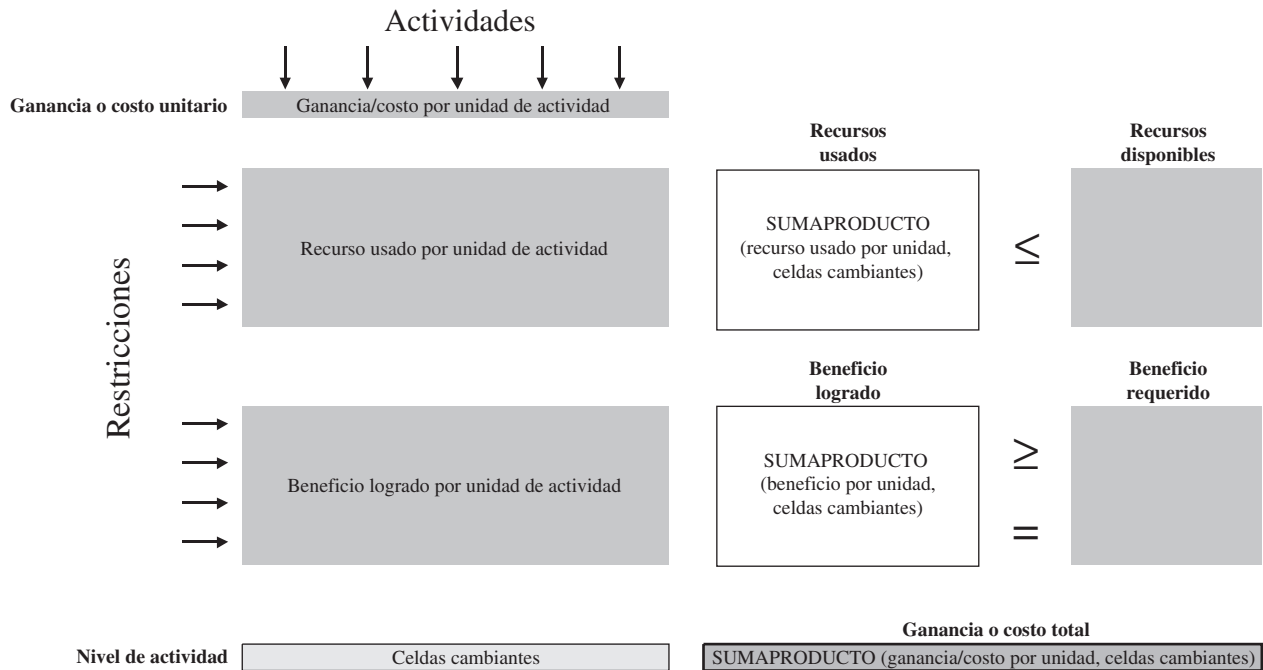 Actividades
Ganancia o costo unitario
Ganancia/costo por unidad de actividad
Recursos
usados
Recursos
disponibles
Restricciones
Recurso usado por unidad de actividad
SUMAPRODUCTO
(recurso usado por unidad,
celdas cambiantes)
≤
Beneficio
logrado
Beneficio
requerido
Beneficio logrado por unidad de actividad
SUMAPRODUCTO
(beneficio por unidad,
celdas cambiantes)
≥
=
Ganancia o costo total
Nivel de actividad
Celdas cambiantes
SUMAPRODUCTO (ganancia/costo por unidad, celdas cambiantes)